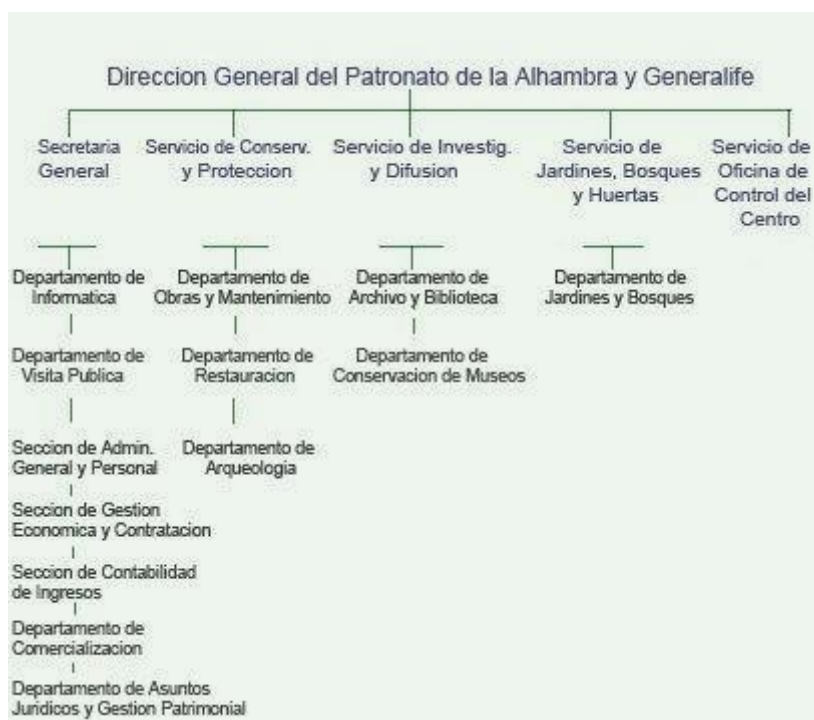 Direccion General del Patronato de la Alhambra y Generalife
Secretaria
General
Servicio de Conserv.
y Proteccion
Servicio de Investig.
y Difusion
Servicio de
Jardines, Bosques
y Huertas
Servicio de
Oficina de
Control del
Centro
Departamento de
Informatica
Departamento de
Obras y Mantenimiento
Departamento de
Archivo y Biblioteca
Departamento de
Jardines y Bosques
Departamento de
Visita Publica
Departamento de
Restauracion
Departamento de
Conservacion de Museos
Seccion de Admin.
General y Personal
Departamento de
Arqueologia
Seccion de Gestion
Economica y Contratacion
Seccion de Contabilidad
de Ingresos
Departamento de
Comercializacion
Departamento de Asuntos
Juridicos y Gestion Patrimonial